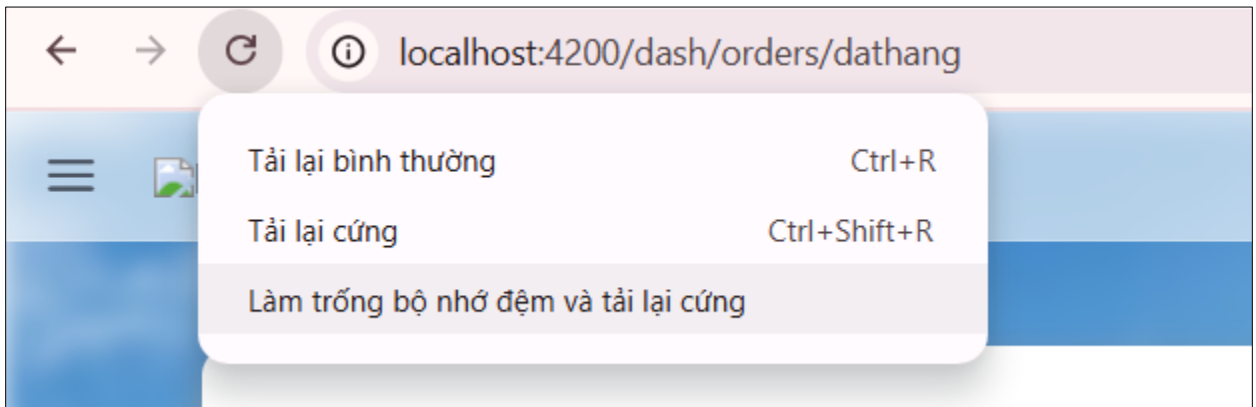 localhost:4200/dash/orders/dathang
Tải lại bình thường Ctrl+R
Tải lại cứng Ctrl+Shift+R
Làm trống bộ nhớ đệm và tải lại cứng